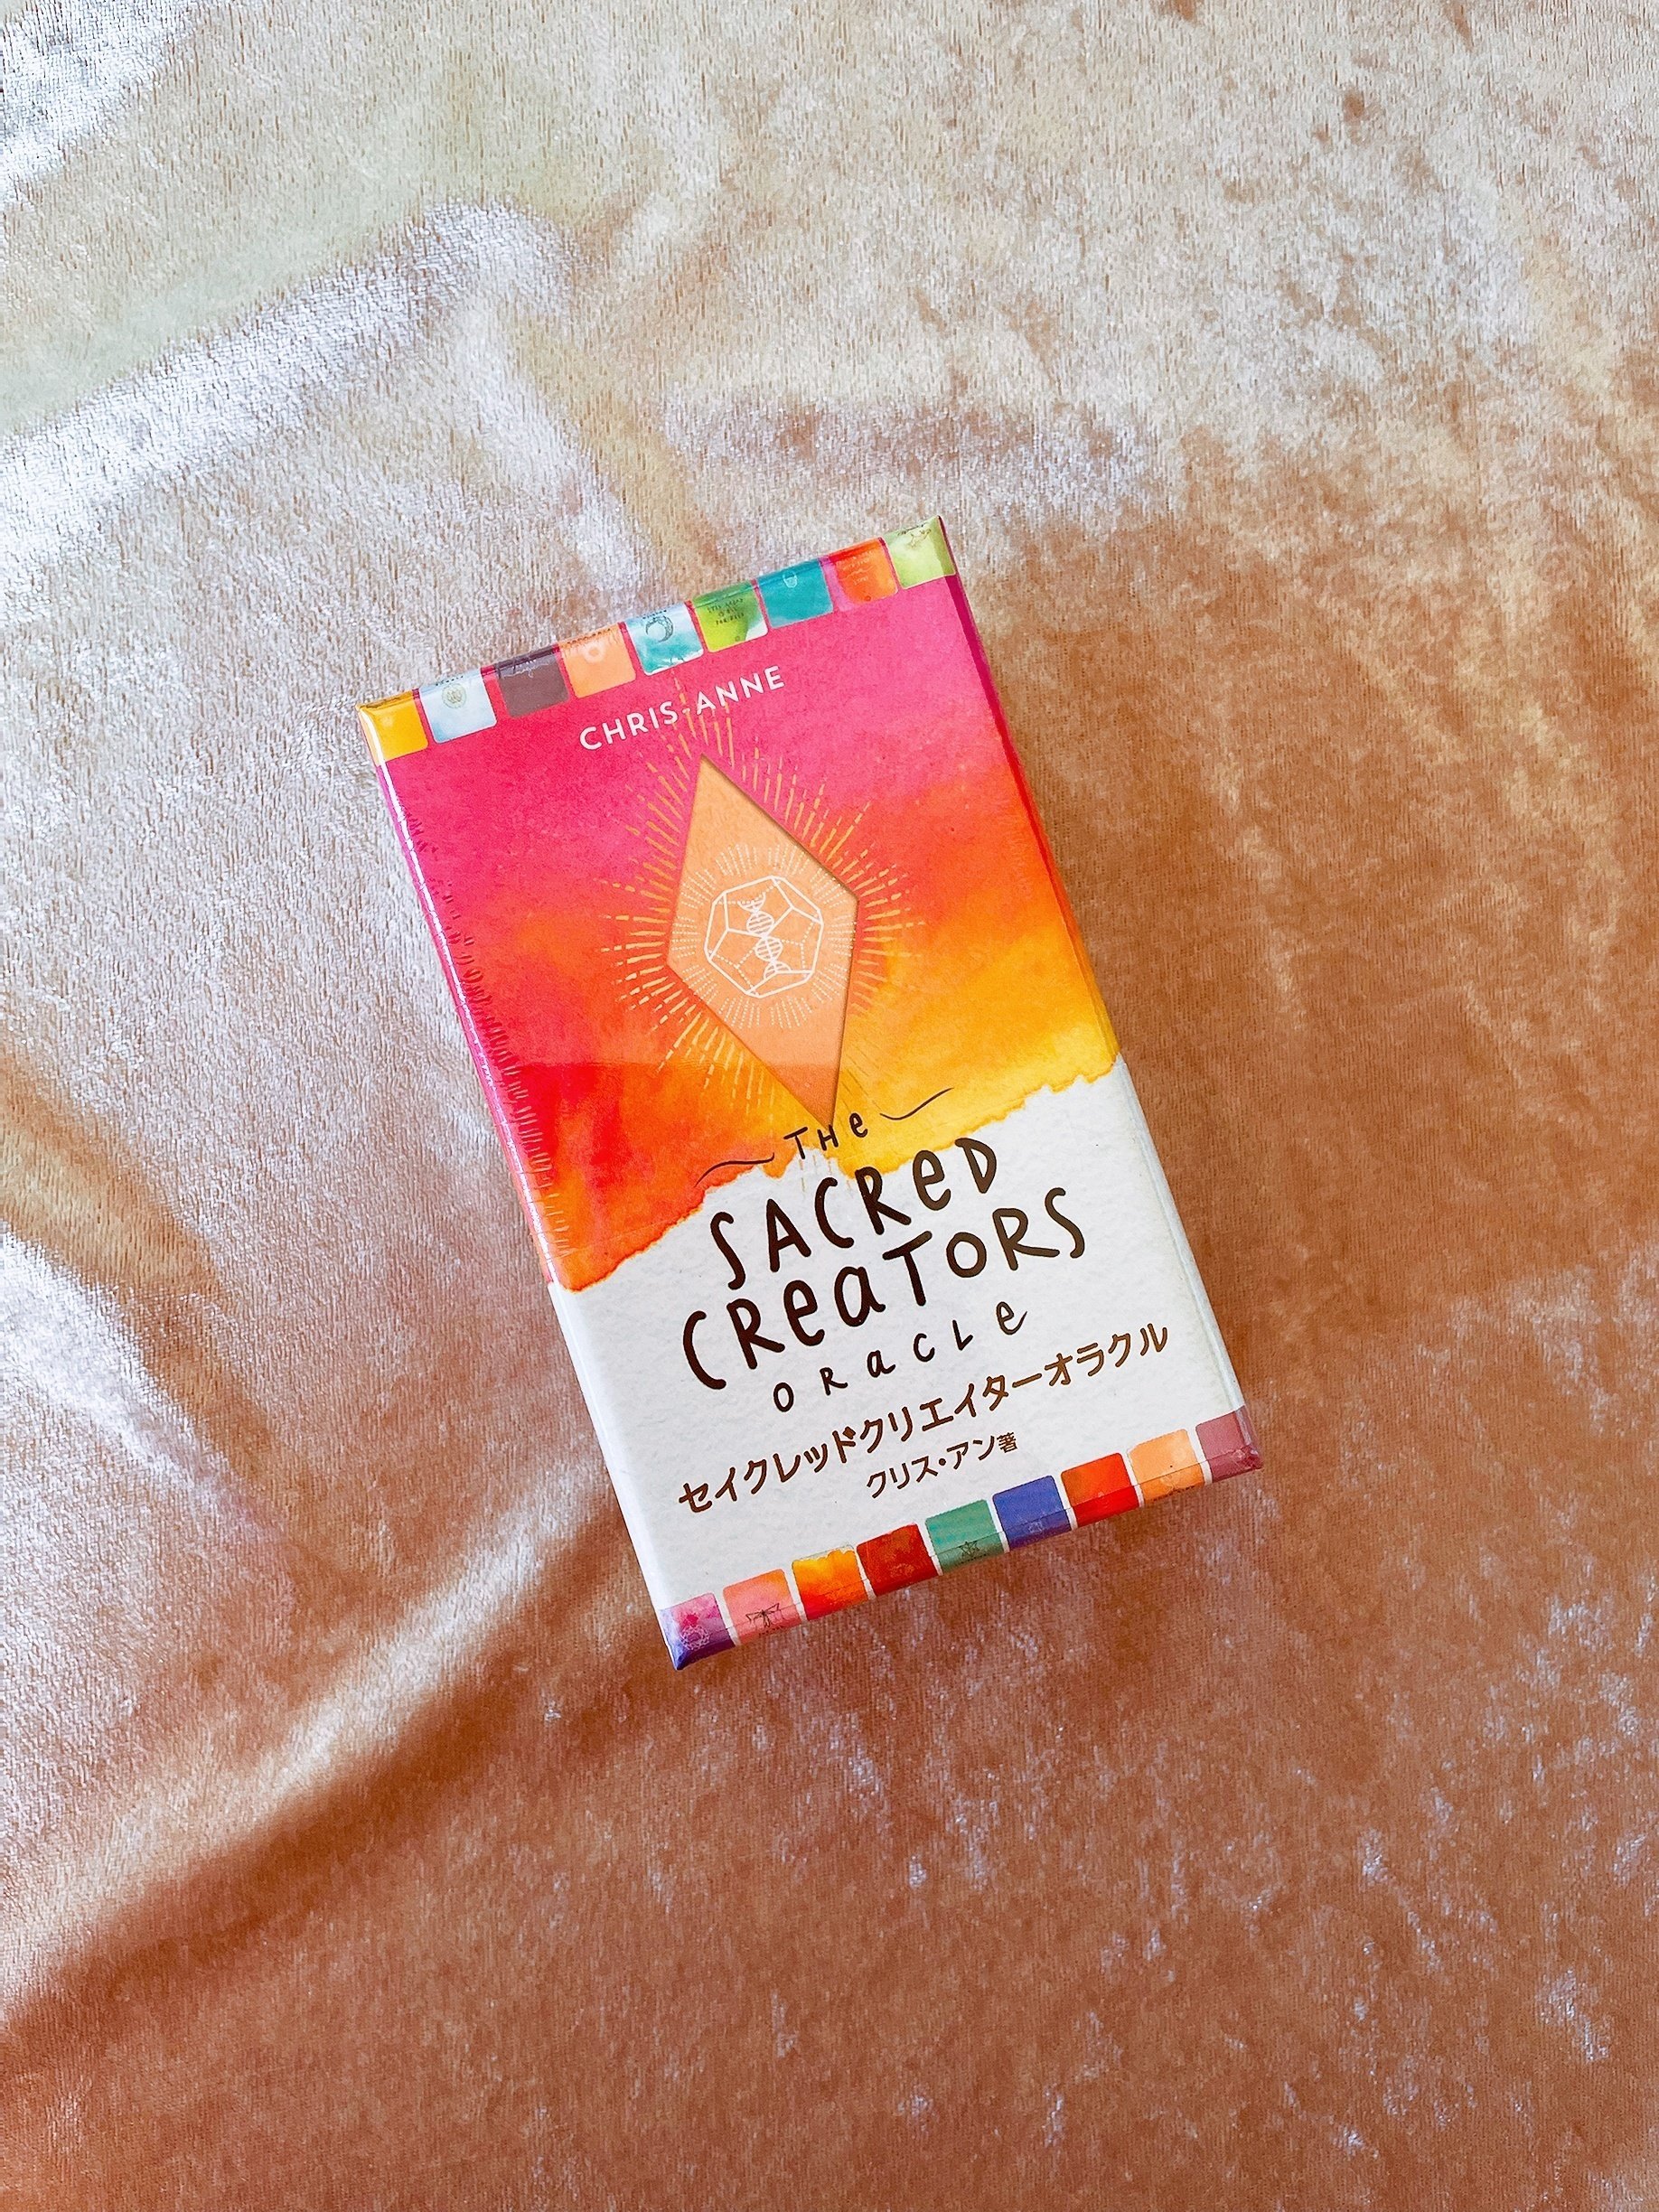 CHRIS-ANNE
THe
SACReD
CReaTORS
ORaCLe
セイクレッドクリエイターオラクル
クリス・アン著